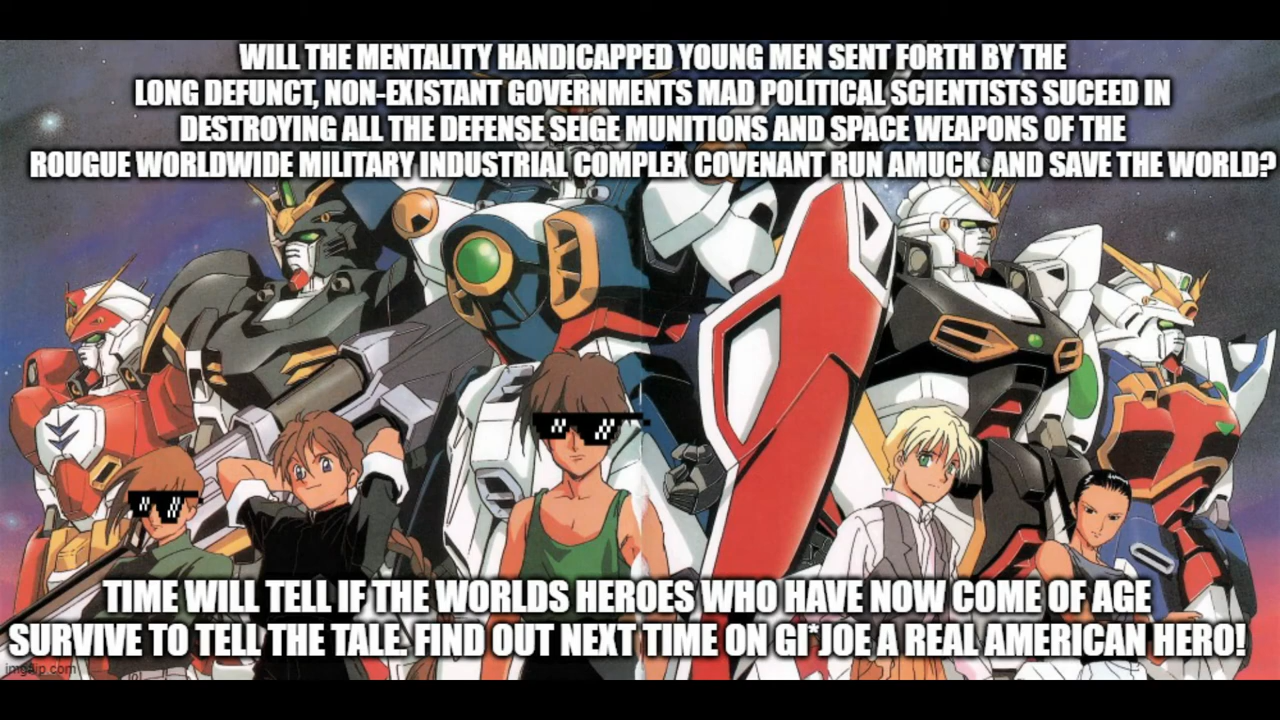 WILL THE MENTALITY HANDICAPPED YOUNG MEN SENT FORTH BY THE
LONG DEFUNCT, NON-EXISTANT GOVERNMENTS MAD POLITICAL SCIENTISTS SUCEED IN
DESTROYING ALL THE DEFENSE SEIGE MUNITIONS AND SPACE WEAPONS OF THE
ROUGUE WORLDWIDE MILITARY INDUSTRIAL COMPLEX COVENANT RUN AMUCK. AND SAVE THE WORLD?
TIME WILL TELL IF THE WORLDS HEROES WHO HAVE NOW COME OF AGE
SURVIVE TO TELL THE TALE. FIND OUT NEXT TIME ON GI*JOE A REAL AMERICAN HERO!
imgflip.com